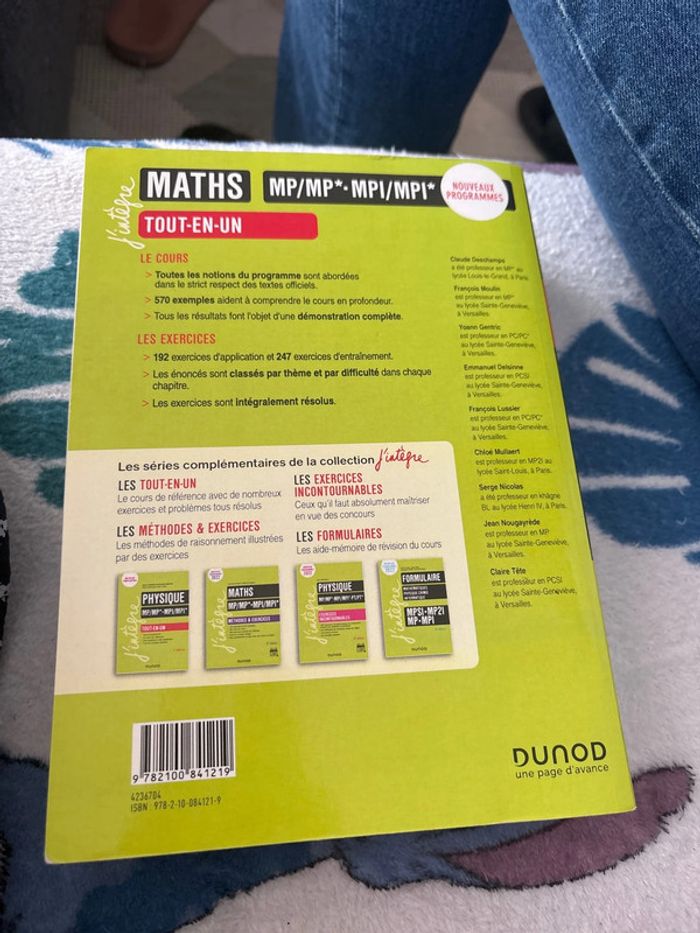 J'intègre
MATHS
MP/MP*· MPI/MPI*
NOUVEAUX
PROGRAMMES
TOUT-EN-UN
LE COURS
> Toutes les notions du programme sont abordées
dans le strict respect des textes officiels.
> 570 exemples aident à comprendre le cours en profondeur.
> Tous les résultats font l'objet d'une démonstration complète.
LES EXERCICES
> 192 exercices d'application et 247 exercices d'entraînement.
> Les énoncés sont classés par thème et par difficulté dans chaque
chapitre.
> Les exercices sont intégralement résolus.
Claude Deschamps
a été professeur en MP* au
lycée Louis-le-Grand, à Paris.
François Moulin
est professeur en MP*
au lycée Sainte-Geneviève,
à Versailles.
Yoann Gentric
est professeur en PC/PC*
au lycée Sainte-Geneviève,
à Versailles.
Emmanuel Delsinne
est professeur en PCSI
au lycée Sainte-Geneviève,
à Versailles.
François Lussier
est professeur en PC/PC*
au lycée Sainte-Geneviève,
à Versailles.
Chloé Mullaert
est professeur en MP2I au
lycée Saint-Louis, à Paris.
Serge Nicolas
a été professeur en khâgne
BL au lycée Henri IV, à Paris.
Jean Nougayrède
est professeur en MP
au lycée Sainte-Geneviève,
à Versailles.
Claire Tête
est professeur en PCSI
au lycée Sainte-Geneviève,
à Versailles.
Les séries complémentaires de la collection J'intègre
LES TOUT-EN-UN
Le cours de référence avec de nombreux
exercices et problèmes tous résolus
LES EXERCICES
INCONTOURNABLES
Ceux qu'il faut absolument maîtriser
en vue des concours
LES MÉTHODES & EXERCICES
Les méthodes de raisonnement illustrées
par des exercices
LES FORMULAIRES
Les aide-mémoire de révision du cours
J'intègre
PHYSIQUE
MP/MP*-MPI/MPI*
TOUT-EN-UN
J'intègre
MATHS
MP/MP*-MPI/MPI*
MÉTHODES & EXERCICES
DUNOD
J'intègre
PHYSIQUE
EXERCICES
INCONTOURNABLES
DUNOD
J'intègre
FORMULAIRE
MPSI-MP2I
MP-MPI
DUNOD
9 782100 841219
4236704
ISBN 978-2-10-084121-9
DUNOD
une page d'avance